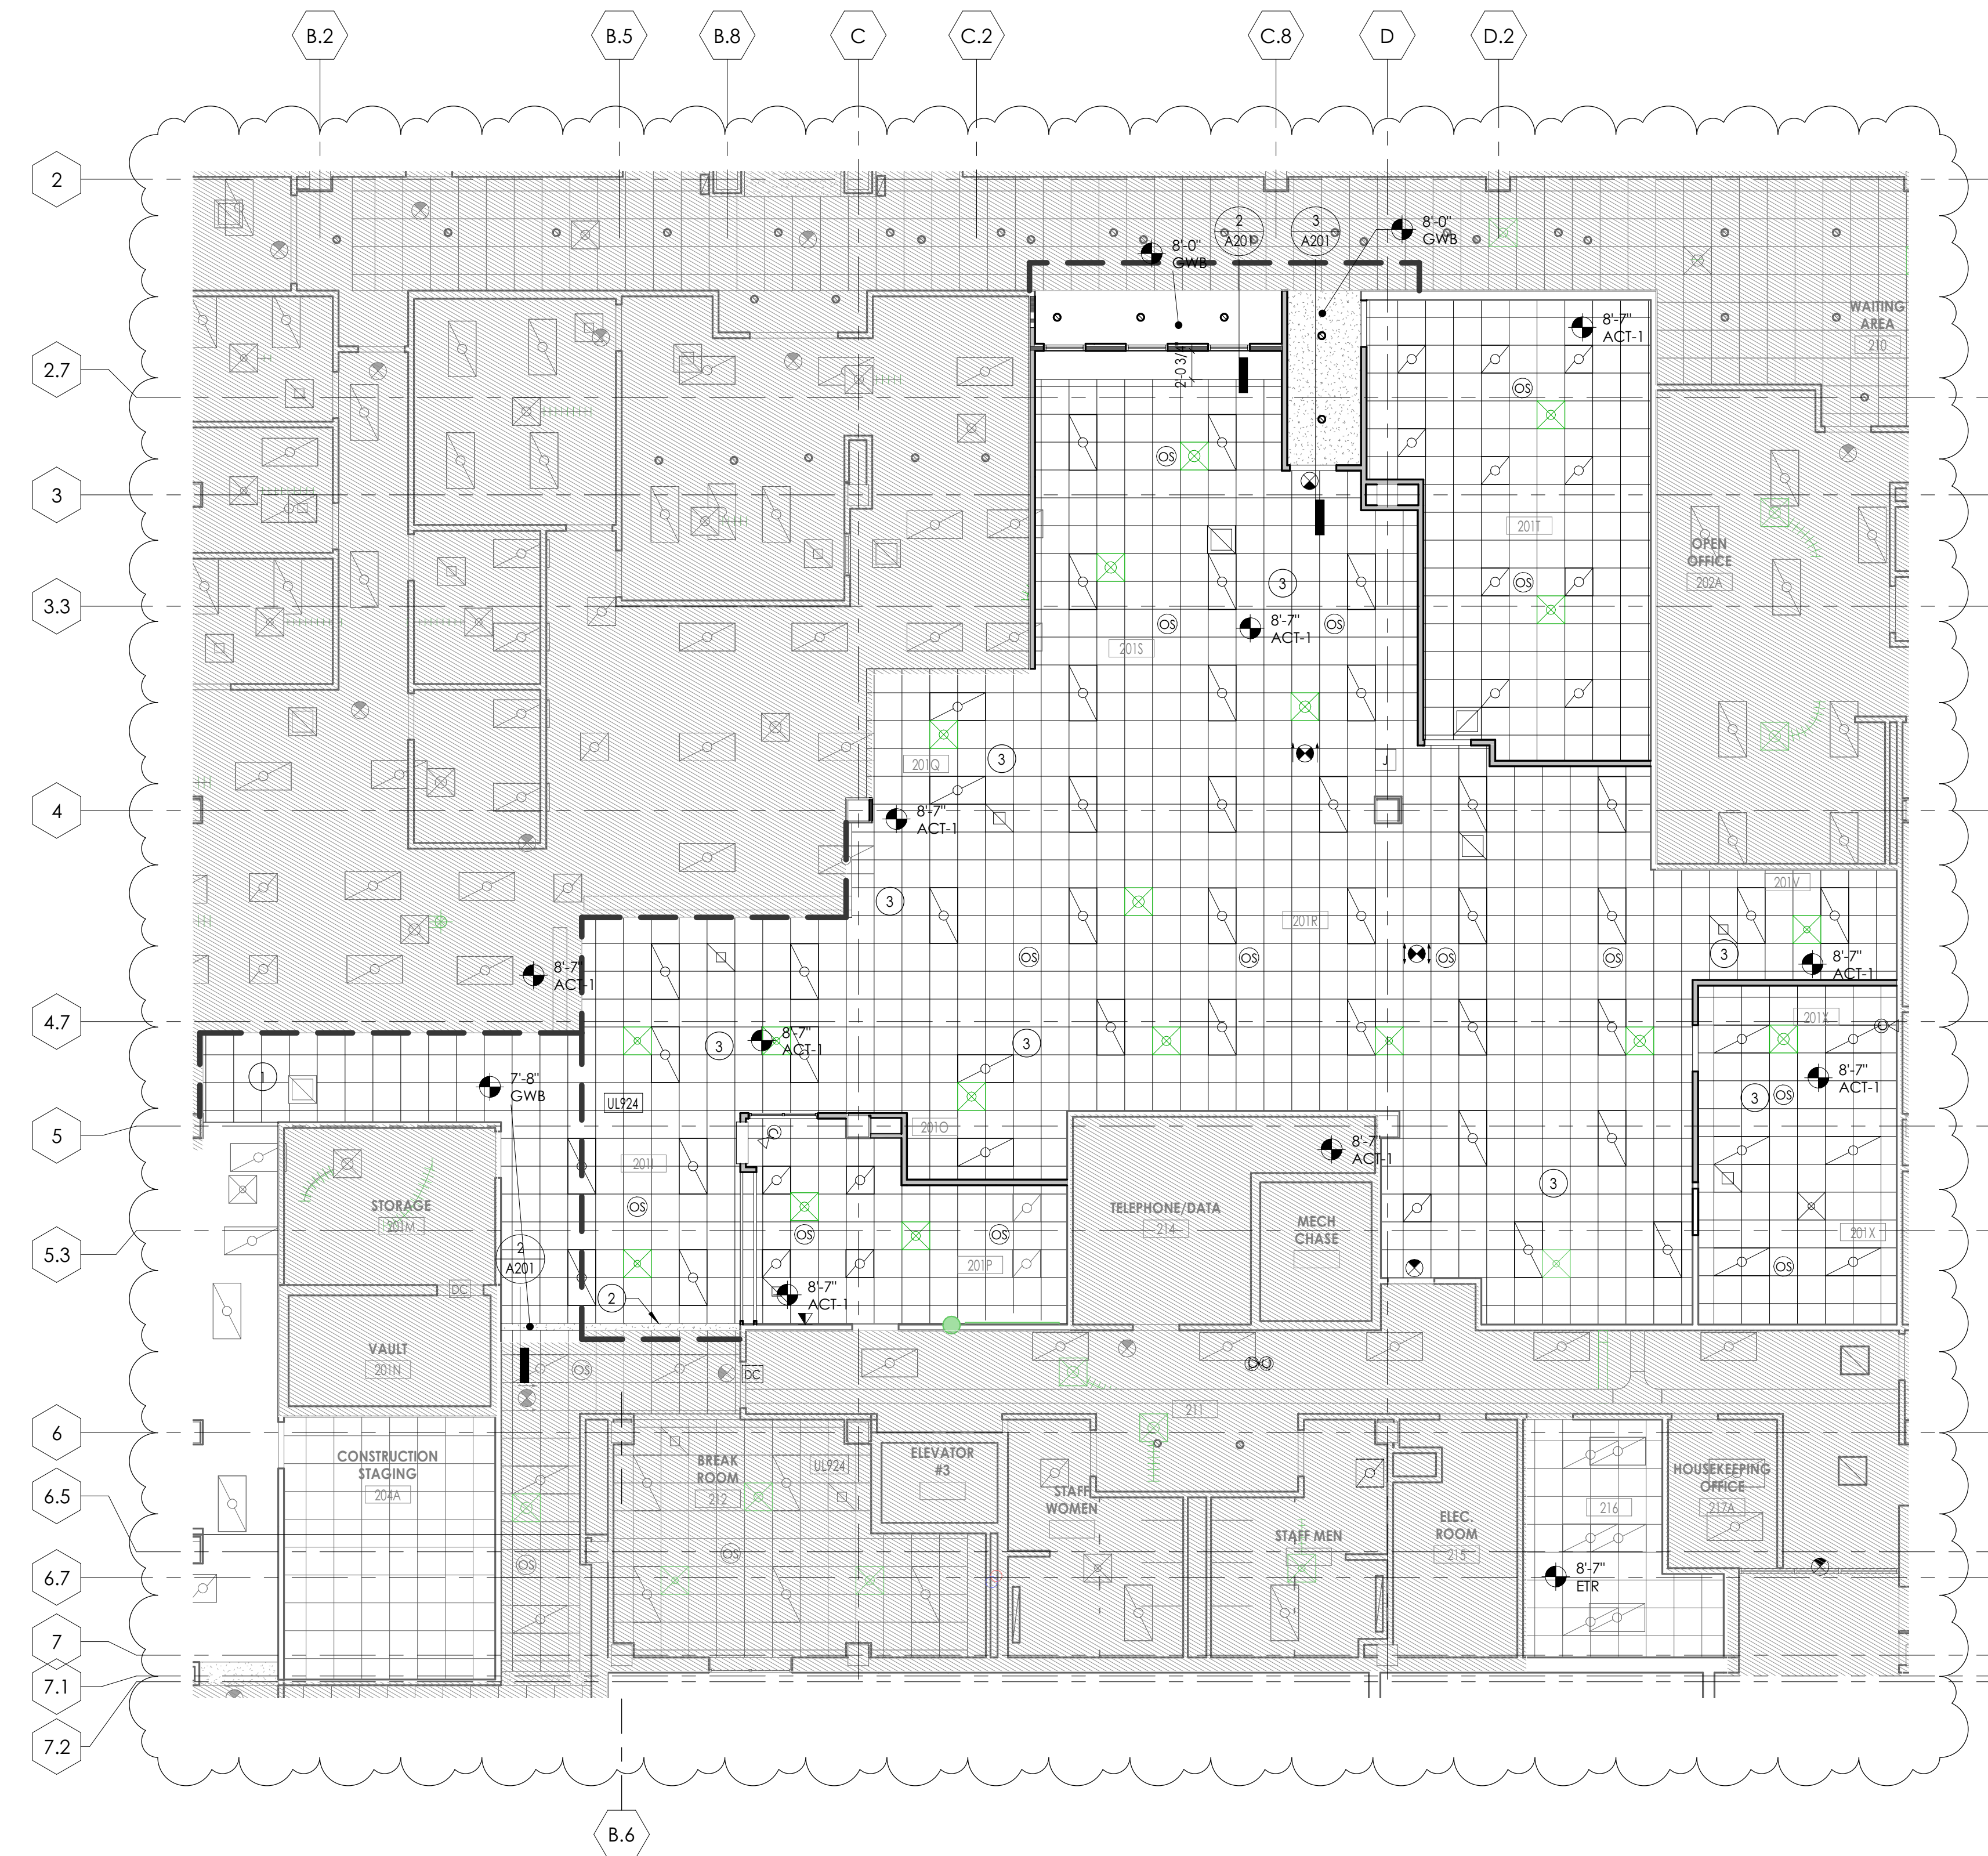 B.2
B.5
B.8
C
C.2
C.8
D
D.2
2
2.7
3
3.3
4
4.7
5
5.3
6
6.5
6.7
7
7.1
7.2
B.6
2
A201
3
A201
8'-0"
GWB
8'-0"
GWB
WAITING
AREA
210
8'-7"
ACT-1
2'-0 3/4"
OS
OS
201T
OPEN
OFFICE
202A
3
OS
8'-7"
ACT-1
OS
OS
201S
201Q
3
J
8'-7"
ACT-1
3
201V
201R
OS
OS
OS
OS
3
8'-7"
ACT-1
8'-7"
ACT-1
201X
3
8'-7"
ACT-1
3
1
7'-8"
GWB
UL924
8'-7"
ACT-1
3
OS
201O
201I
8'-7"
ACT-1
3
STORAGE
201M
TELEPHONE/DATA
214
MECH
CHASE
OS
OS
OS
201P
201X
OS
2
A201
DC
2
8'-7"
ACT-1
VAULT
201N
OS
DC
211
CONSTRUCTION
STAGING
204A
BREAK
ROOM
212
UL924
ELEVATOR
#3
STAFF
WOMEN
STAFF MEN
ELEC.
ROOM
215
216
HOUSEKEEPING
OFFICE
217A
OS
OS
8'-7"
ETR